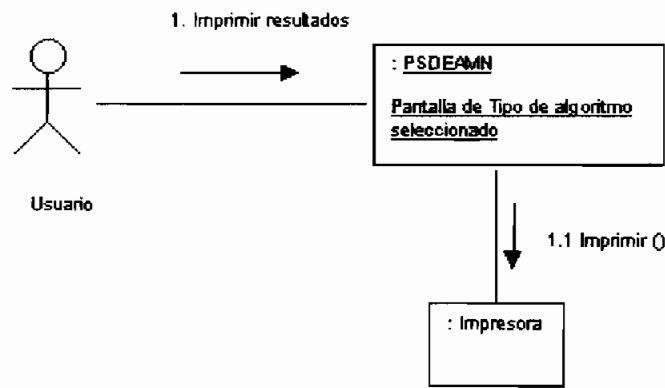 1. Imprimir resultados
: PSDEAMN
Pantalla de Tipo de algoritmo
seleccionado
Usuario
1.1 Imprimir ()
: Impresora